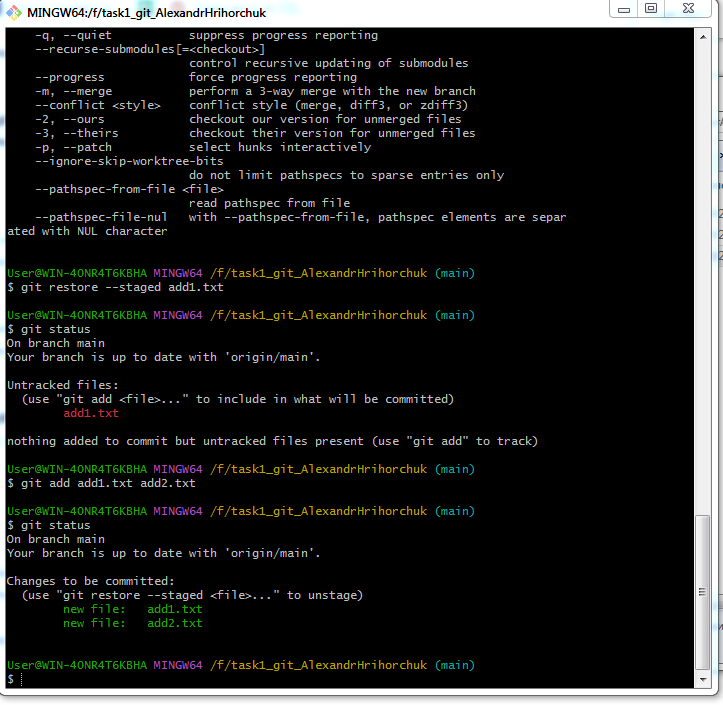 MINGW64:/f/task1_git_AlexandrHrihorchuk
-q, --quiet           suppress progress reporting
--recurse-submodules[=<checkout>]
control recursive updating of submodules
--progress            force progress reporting
-m, --merge           perform a 3-way merge with the new branch
--conflict <style>    conflict style (merge, diff3, or zdiff3)
-2, --ours            checkout our version for unmerged files
-3, --theirs          checkout their version for unmerged files
-p, --patch           select hunks interactively
--ignore-skip-worktree-bits
do not limit pathspecs to sparse entries only
--pathspec-from-file <file>
read pathspec from file
--pathspec-file-nul   with --pathspec-from-file, pathspec elements are separ
ated with NUL character
User@WIN-4ONR4T6KBHA MINGW64 /f/task1_git_AlexandrHrihorchuk (main)
$ git restore --staged add1.txt
User@WIN-4ONR4T6KBHA MINGW64 /f/task1_git_AlexandrHrihorchuk (main)
$ git status
On branch main
Your branch is up to date with 'origin/main'.
Untracked files:
(use "git add <file>..." to include in what will be committed)
add1.txt
nothing added to commit but untracked files present (use "git add" to track)
User@WIN-4ONR4T6KBHA MINGW64 /f/task1_git_AlexandrHrihorchuk (main)
$ git add add1.txt add2.txt
User@WIN-4ONR4T6KBHA MINGW64 /f/task1_git_AlexandrHrihorchuk (main)
$ git status
On branch main
Your branch is up to date with 'origin/main'.
Changes to be committed:
(use "git restore --staged <file>..." to unstage)
new file:   add1.txt
new file:   add2.txt
User@WIN-4ONR4T6KBHA MINGW64 /f/task1_git_AlexandrHrihorchuk (main)
$